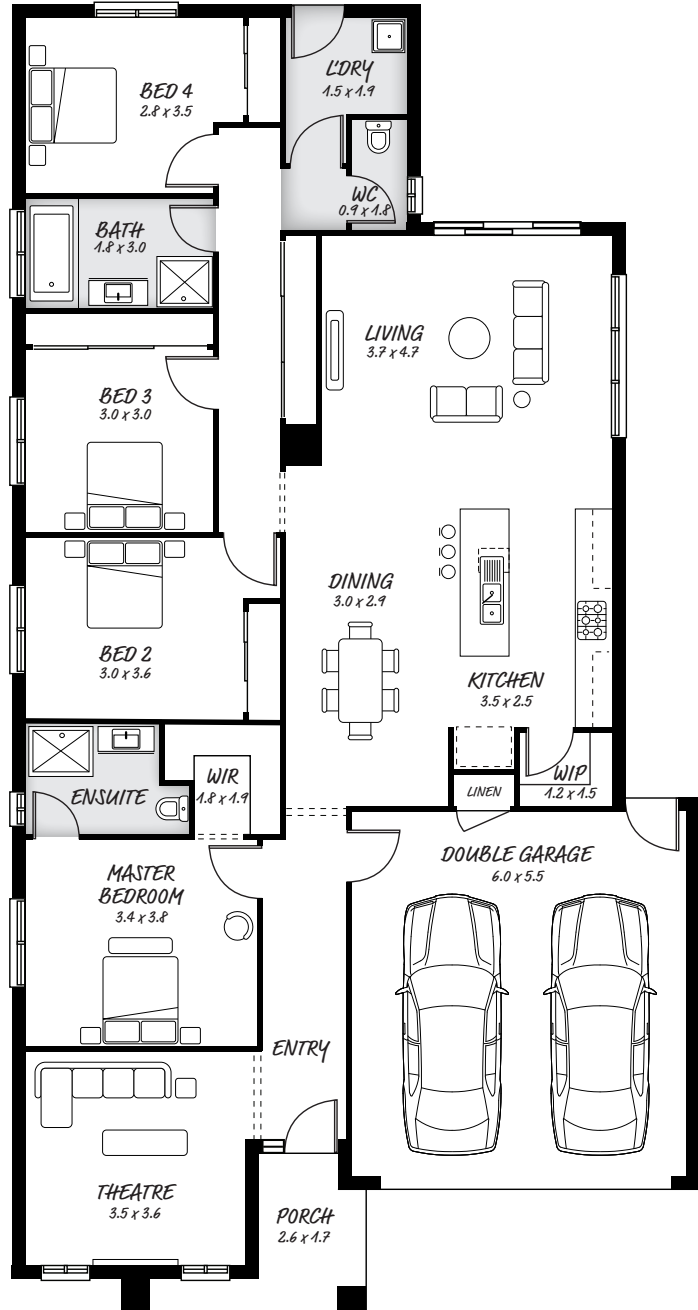 BED 4
2.8 x 3.5
L'DRY
1.5 x 1.9
WC
0.9 x 1.8
BATH
1.8 x 3.0
LIVING
3.7 x 4.7
BED 3
3.0 x 3.0
DINING
3.0 x 2.9
BED 2
3.0 x 3.6
KITCHEN
3.5 x 2.5
WIR
1.8 x 1.9
ENSUITE
LINEN
WIP
1.2 x 1.5
MASTER
BEDROOM
3.4 x 3.8
DOUBLE GARAGE
6.0 x 5.5
ENTRY
THEATRE
3.5 x 3.6
PORCH
2.6 x 1.7